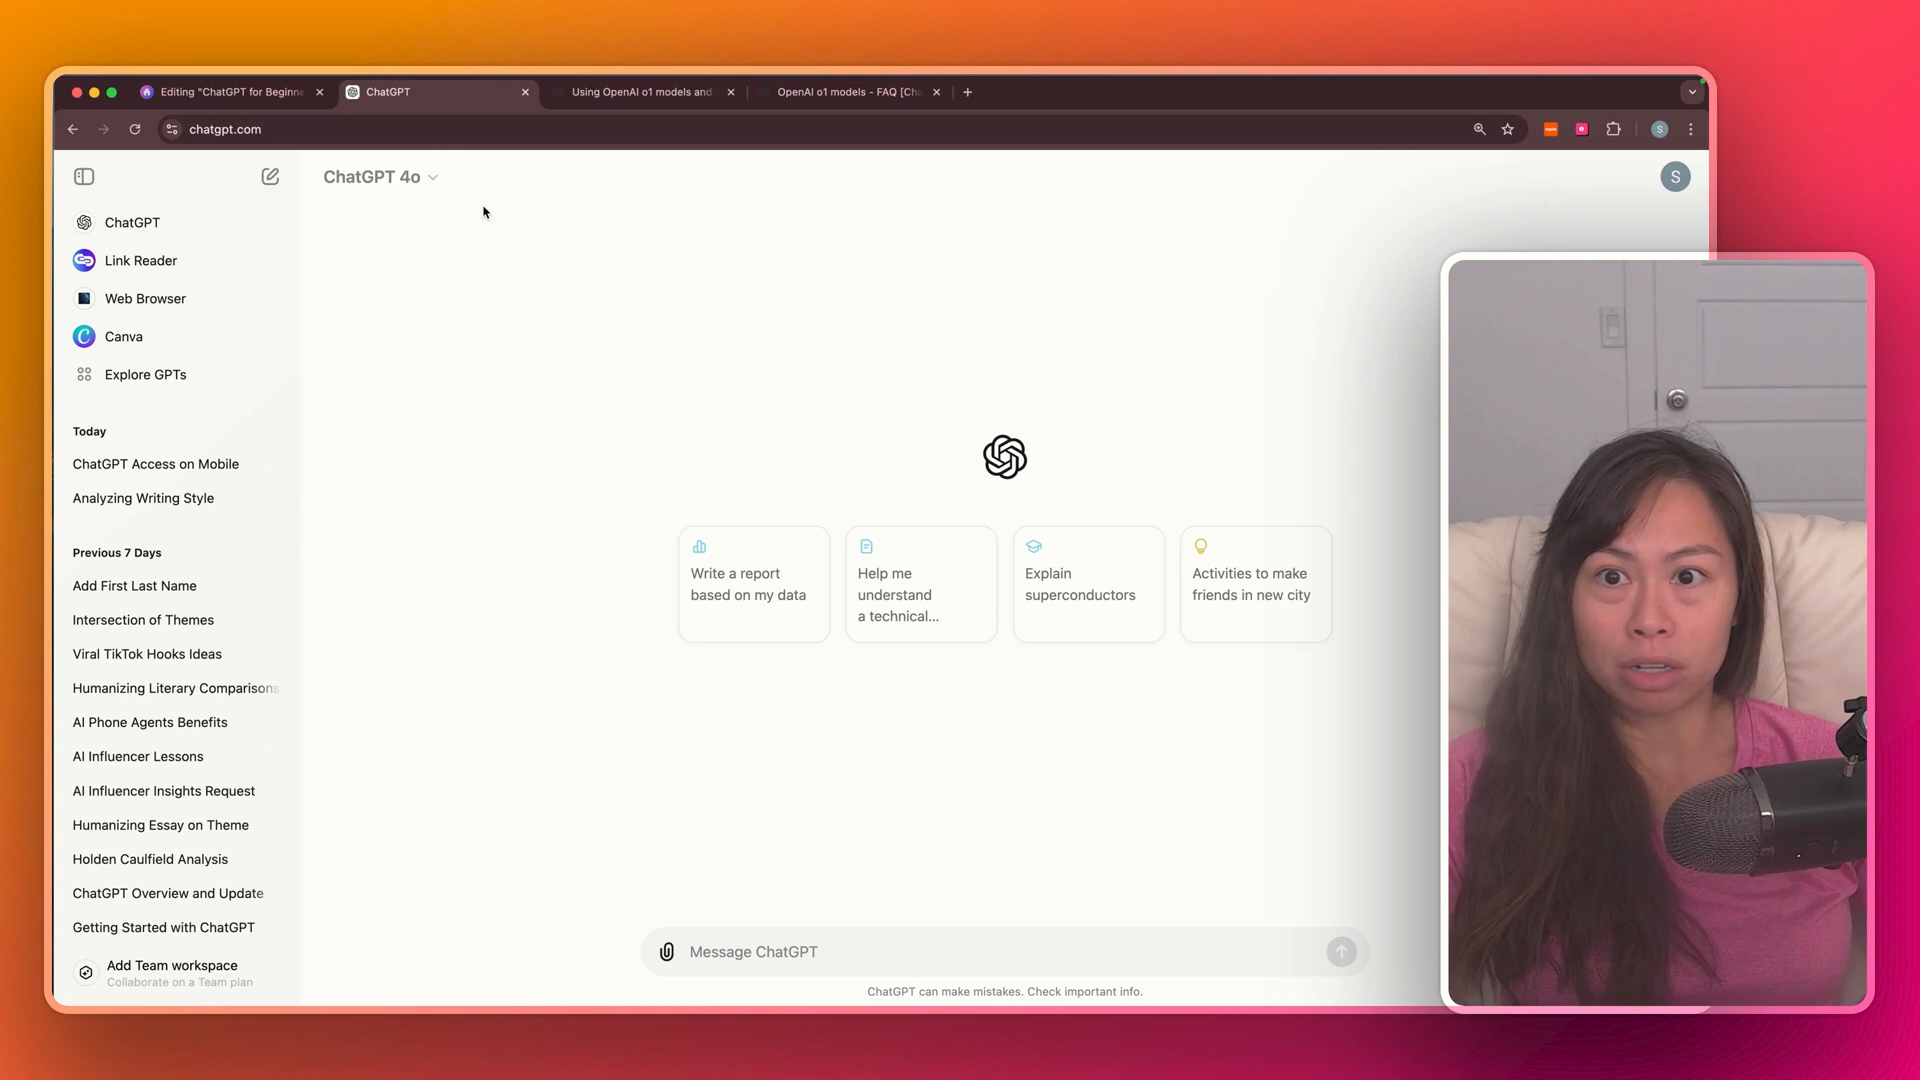 Editing "ChatGPT for Beginne
ChatGPT
Using OpenAI o1 models and
OpenAI o1 models - FAQ [Cha
chatgpt.com
S
ChatGPT 4o
S
ChatGPT
Link Reader
Web Browser
Canva
Explore GPTs
Today
ChatGPT Access on Mobile
Analyzing Writing Style
Previous 7 Days
Add First Last Name
Intersection of Themes
Viral TikTok Hooks Ideas
Humanizing Literary Comparisons
AI Phone Agents Benefits
AI Influencer Lessons
AI Influencer Insights Request
Humanizing Essay on Theme
Holden Caulfield Analysis
ChatGPT Overview and Update
Getting Started with ChatGPT
Add Team workspace
Collaborate on a Team plan
Write a report
based on my data
Help me
understand
a technical...
Explain
superconductors
Activities to make
friends in new city
Message ChatGPT
ChatGPT can make mistakes. Check important info.